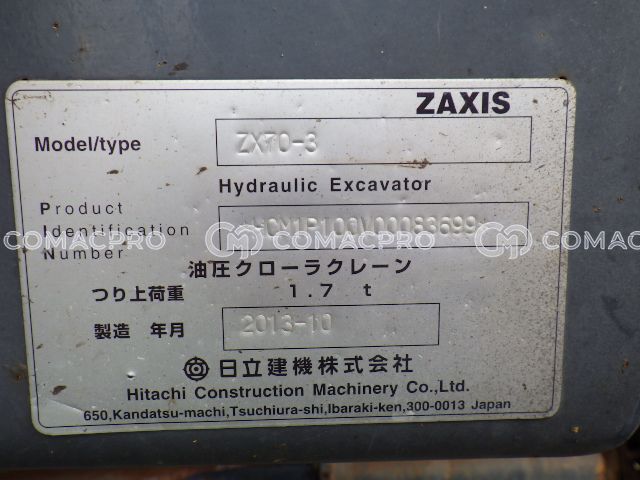 ZAXIS
Model/type ZX70-3
Hydraulic Excavator
Product
Identification
Number
COMACPRO COMACPRO COMACPRO
油圧クローラクレーン
つり上荷重 1.7 t
製造 年月 2013-10
日立建機株式会社
Hitachi Construction Machinery Co.,Ltd.
650,Kandatsu-machi,Tsuchiura-shi,Ibaraki-ken,300-0013 Japan